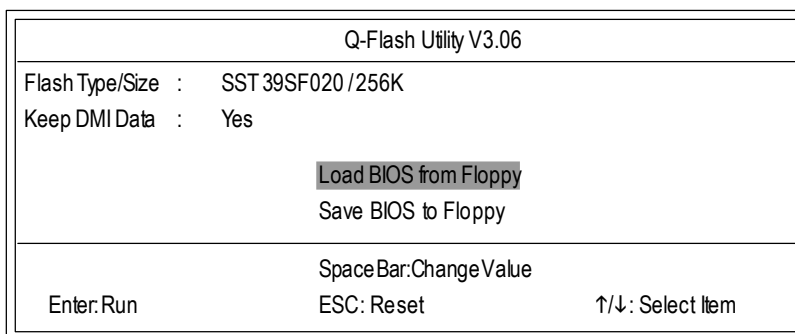 Q-Flash Utility V3.06
Flash Type/Size : SST 39SF020 / 256K
Keep DMI Data : Yes
Load BIOS from Floppy
Save BIOS to Floppy
Space Bar:Change Value
Enter: Run ESC: Reset ↑/↓: Select Item